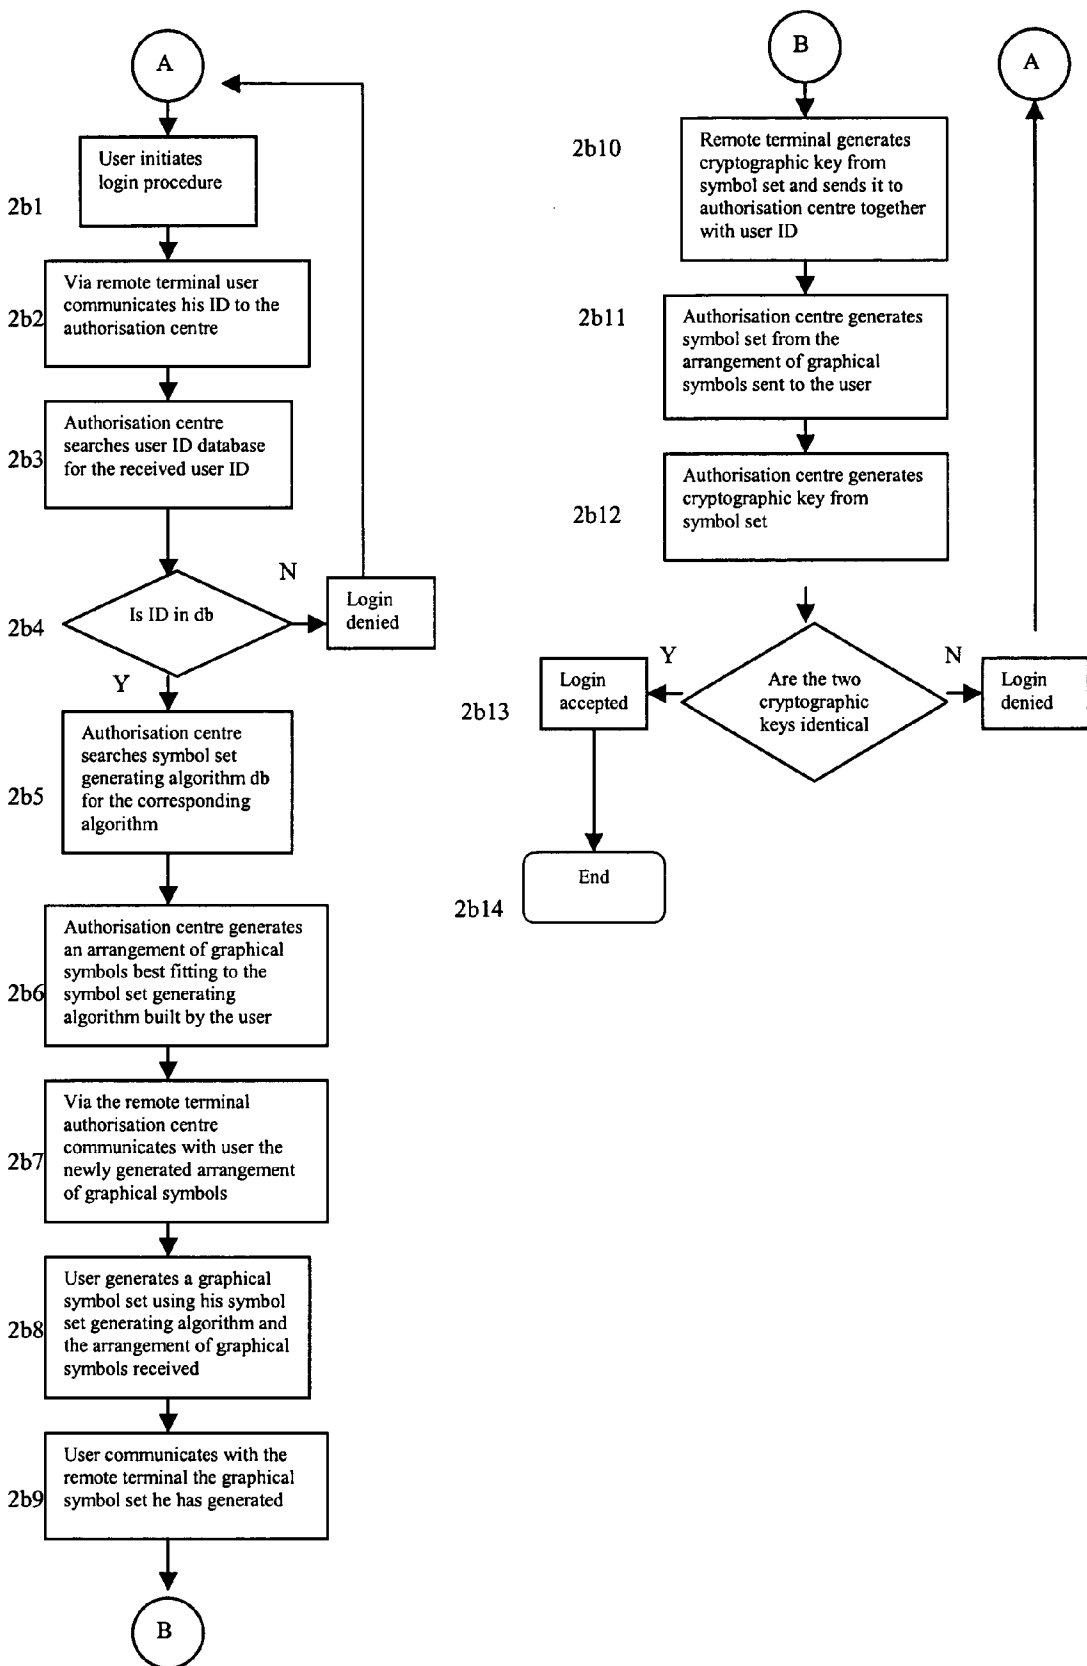 A
User initiates
login procedure
2b1
Via remote terminal user
communicates his ID to the
authorisation centre
2b2
Authorisation centre
searches user ID database
for the received user ID
2b3
Is ID in db
2b4
N
Login
denied
Y
Authorisation centre
searches symbol set
generating algorithm db
for the corresponding
algorithm
2b5
Authorisation centre generates
an arrangement of graphical
symbols best fitting to the
symbol set generating
algorithm built by the user
2b6
Via the remote terminal
authorisation centre
communicates with user the
newly generated arrangement
of graphical symbols
2b7
User generates a graphical
symbol set using his symbol
set generating algorithm and
the arrangement of graphical
symbols received
2b8
User communicates with the
remote terminal the graphical
symbol set he has generated
2b9
B
B
A
2b10
Remote terminal generates
cryptographic key from
symbol set and sends it to
authorisation centre together
with user ID
2b11
Authorisation centre generates
symbol set from the
arrangement of graphical
symbols sent to the user
2b12
Authorisation centre generates
cryptographic key from
symbol set
Are the two
cryptographic
keys identical
Y
N
Login
accepted
Login
denied
2b13
End
2b14